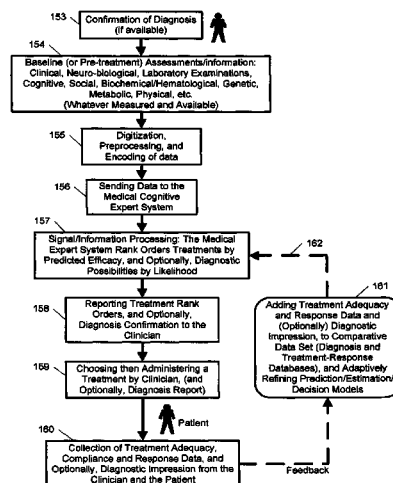 153
Confirmation of Diagnosis
(if available)
154
Baseline (or Pre-treatment) Assessments/information:
Clinical, Neuro-biological, Laboratory Examinations,
Cognitive, Social, Biochemical/Hematological, Genetic,
Metabolic, Physical, etc.
(Whatever Measured and Available)
155
Digitization,
Preprocessing, and
Encoding of data
156
Sending Data to the
Medical Cognitive
Expert System
157
Signal/Information Processing: The Medical
Expert System Rank Orders Treatments by
Predicted Efficacy, and Optionally, Diagnostic
Possibilities by Likelihood
162
161
Adding Treatment Adequacy
and Response Data and
(Optionally) Diagnostic
Impression, to Comparative
Data Set (Diagnosis and
Treatment-Response
Databases), and Adaptively
Refining Prediction/Estimation/
Decision Models
158
Reporting Treatment Rank
Orders, and Optionally,
Diagnosis Confirmation to the
Clinician
159
Choosing then Administering a
Treatment by Clinician, (and
Optionally, Diagnosis Report)
Patient
160
Collection of Treatment Adequacy,
Compliance and Response Data, and
Optionally, Diagnostic Impression from the
Clinician and the Patient
Feedback